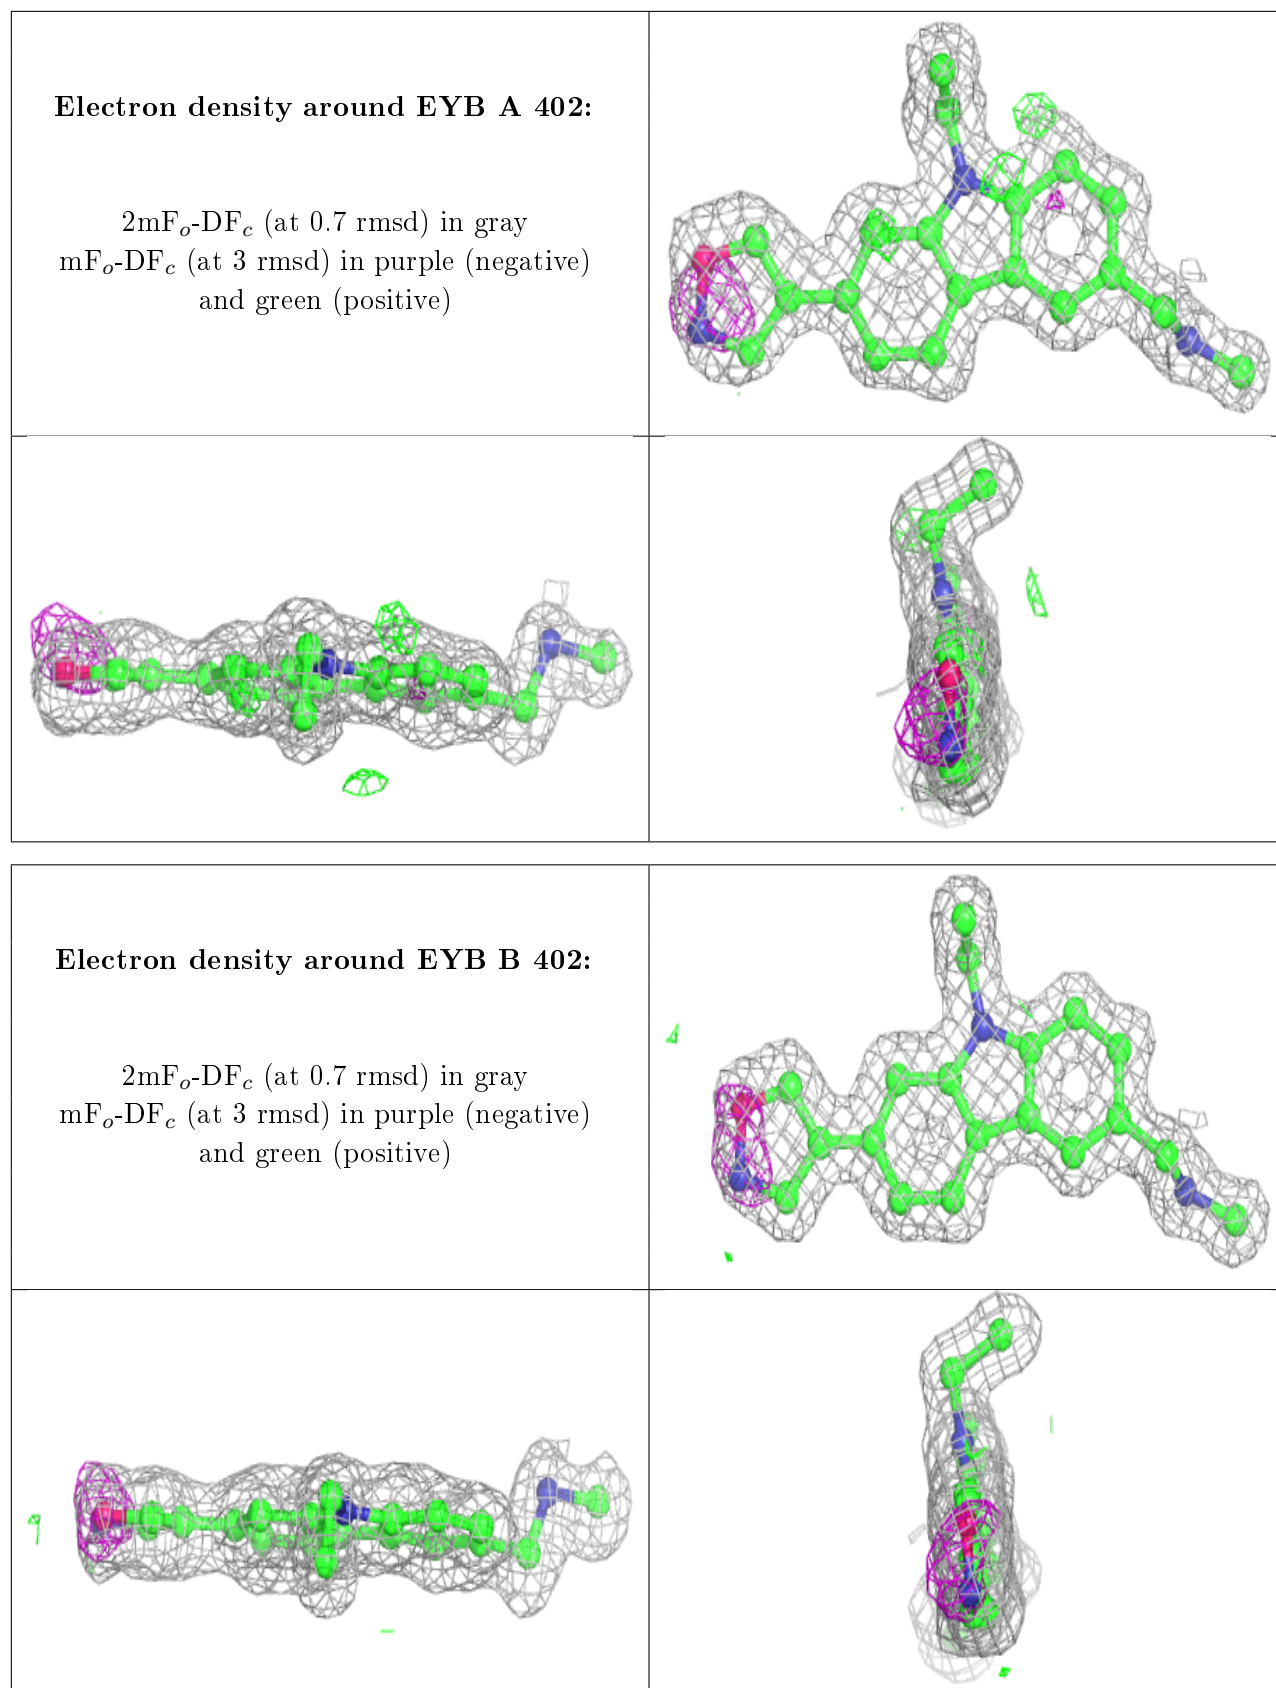 Electron density around EYB A 402:
2mFo-DFc (at 0.7 rmsd) in gray
mFo-DFc (at 3 rmsd) in purple (negative)
and green (positive)
Electron density around EYB B 402:
2mFo-DFc (at 0.7 rmsd) in gray
mFo-DFc (at 3 rmsd) in purple (negative)
and green (positive)